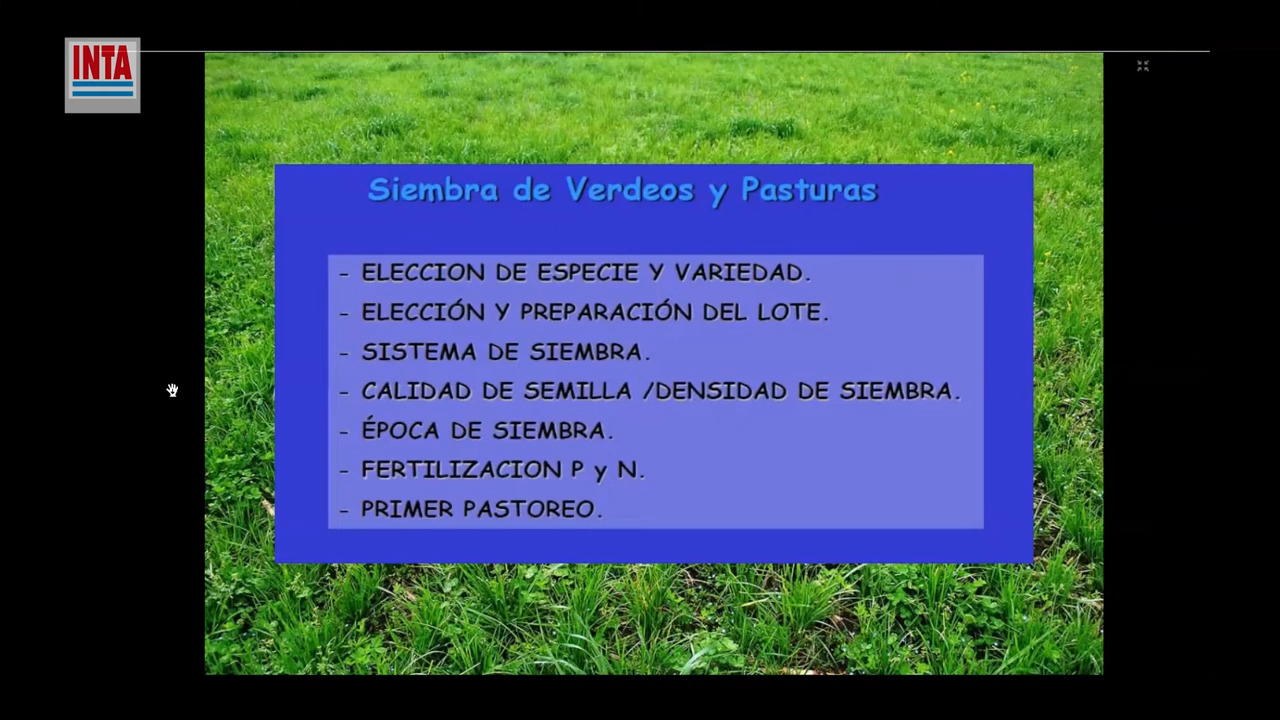 INTA
Siembra de Verdeos y Pasturas
- ELECCION DE ESPECIE Y VARIEDAD.
- ELECCIÓN Y PREPARACIÓN DEL LOTE.
- SISTEMA DE SIEMBRA.
- CALIDAD DE SEMILLA /DENSIDAD DE SIEMBRA.
- ÉPOCA DE SIEMBRA.
- FERTILIZACION P y N.
- PRIMER PASTOREO.